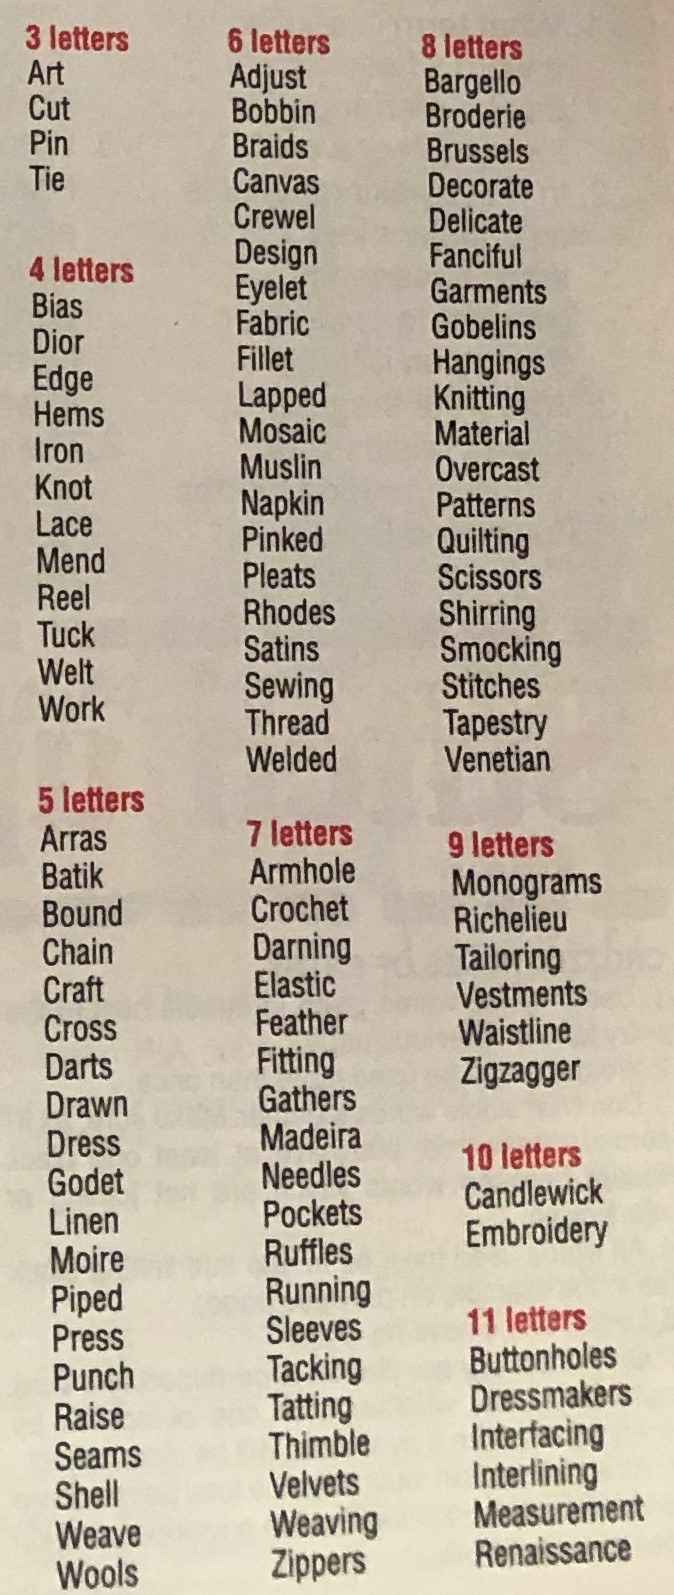 3 letters
Art
Cut
Pin
Tie
4 letters
Bias
Dior
Edge
Hems
Iron
Knot
Lace
Mend
Reel
Tuck
Welt
Work
5 letters
Arras
Batik
Bound
Chain
Craft
Cross
Darts
Drawn
Dress
Godet
Linen
Moire
Piped
Press
Punch
Raise
Seams
Shell
Weave
Wools
6 letters
Adjust
Bobbin
Braids
Canvas
Crewel
Design
Eyelet
Fabric
Fillet
Lapped
Mosaic
Muslin
Napkin
Pinked
Pleats
Rhodes
Satins
Sewing
Thread
Welded
7 letters
Armhole
Crochet
Darning
Elastic
Feather
Fitting
Gathers
Madeira
Needles
Pockets
Ruffles
Running
Sleeves
Tacking
Tatting
Thimble
Velvets
Weaving
Zippers
8 letters
Bargello
Broderie
Brussels
Decorate
Delicate
Fanciful
Garments
Gobelins
Hangings
Knitting
Material
Overcast
Patterns
Quilting
Scissors
Shirring
Smocking
Stitches
Tapestry
Venetian
9 letters
Monograms
Richelieu
Tailoring
Vestments
Waistline
Zigzagger
10 letters
Candlewick
Embroidery
11 letters
Buttonholes
Dressmakers
Interfacing
Interlining
Measurement
Renaissance